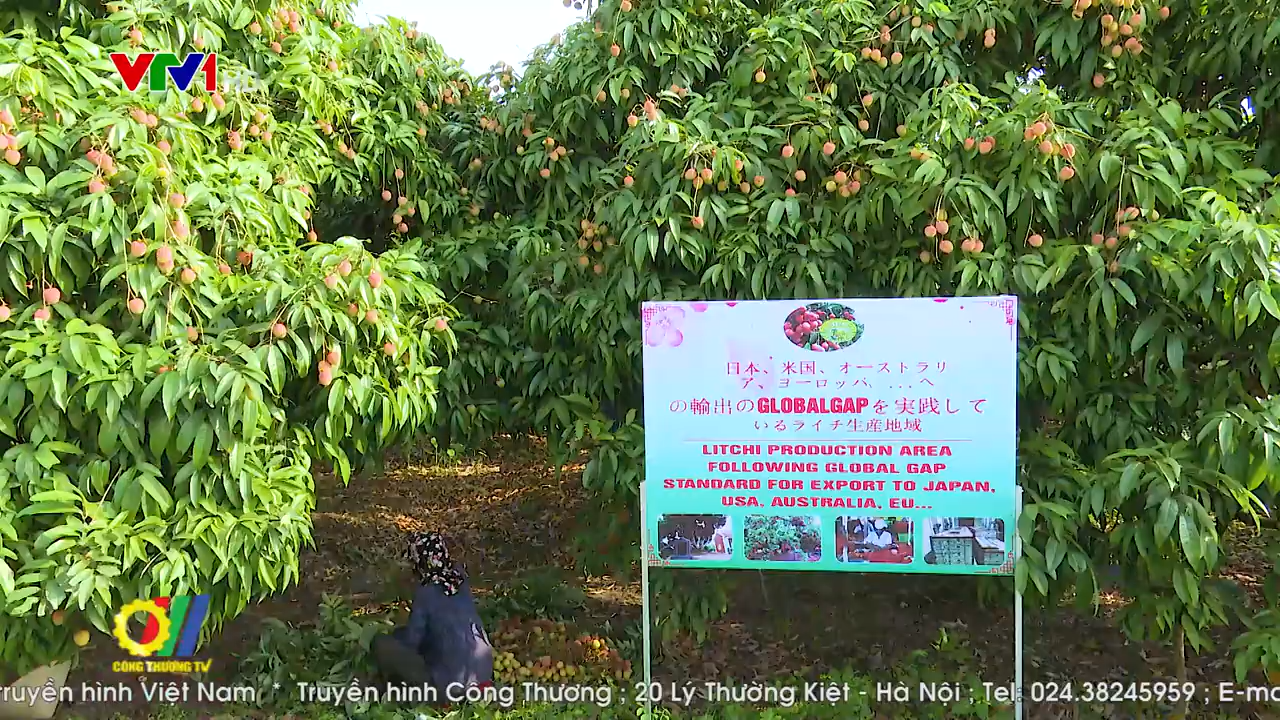 VTV1
日本、米国、オーストラリ
ア、ヨーロッパ、...へ
の輸出のGLOBALGAPを実践して
いるライチ生産地域
LITCHI PRODUCTION AREA
FOLLOWING GLOBAL GAP
STANDARD FOR EXPORT TO JAPAN,
USA, AUSTRALIA, EU...
CÔNG THƯƠNG TV
truyền hình Việt Nam * Truyền hình Công Thương ; 20 Lý Thường Kiệt - Hà Nội ; Tel: 024.38245959 ; E-ma